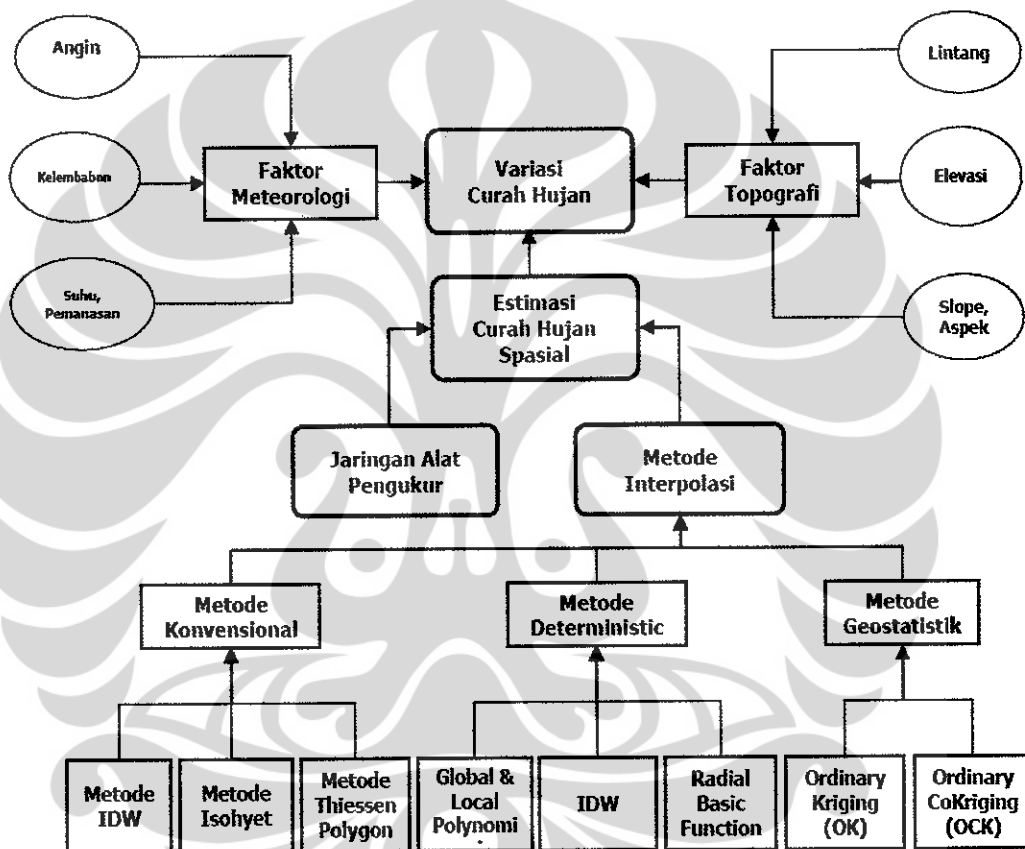 Angin
Lintang
Kelembaban
Faktor
Meteorologi
Variasi
Curah Hujan
Faktor
Topografi
Elevasi
Suhu,
Pemanasan
Estimasi
Curah Hujan
Spasial
Slope,
Aspek
Jaringan Alat
Pengukur
Metode
Interpolasi
Metode
Konvensional
Metode
Deterministic
Metode
Geostatistik
Metode
IDW
Metode
Isohyet
Metode
Thiessen
Polygon
Global &
Local
Polynomi
IDW
Radial
Basic
Function
Ordinary
Kriging
(OK)
Ordinary
CoKriging
(OCK)